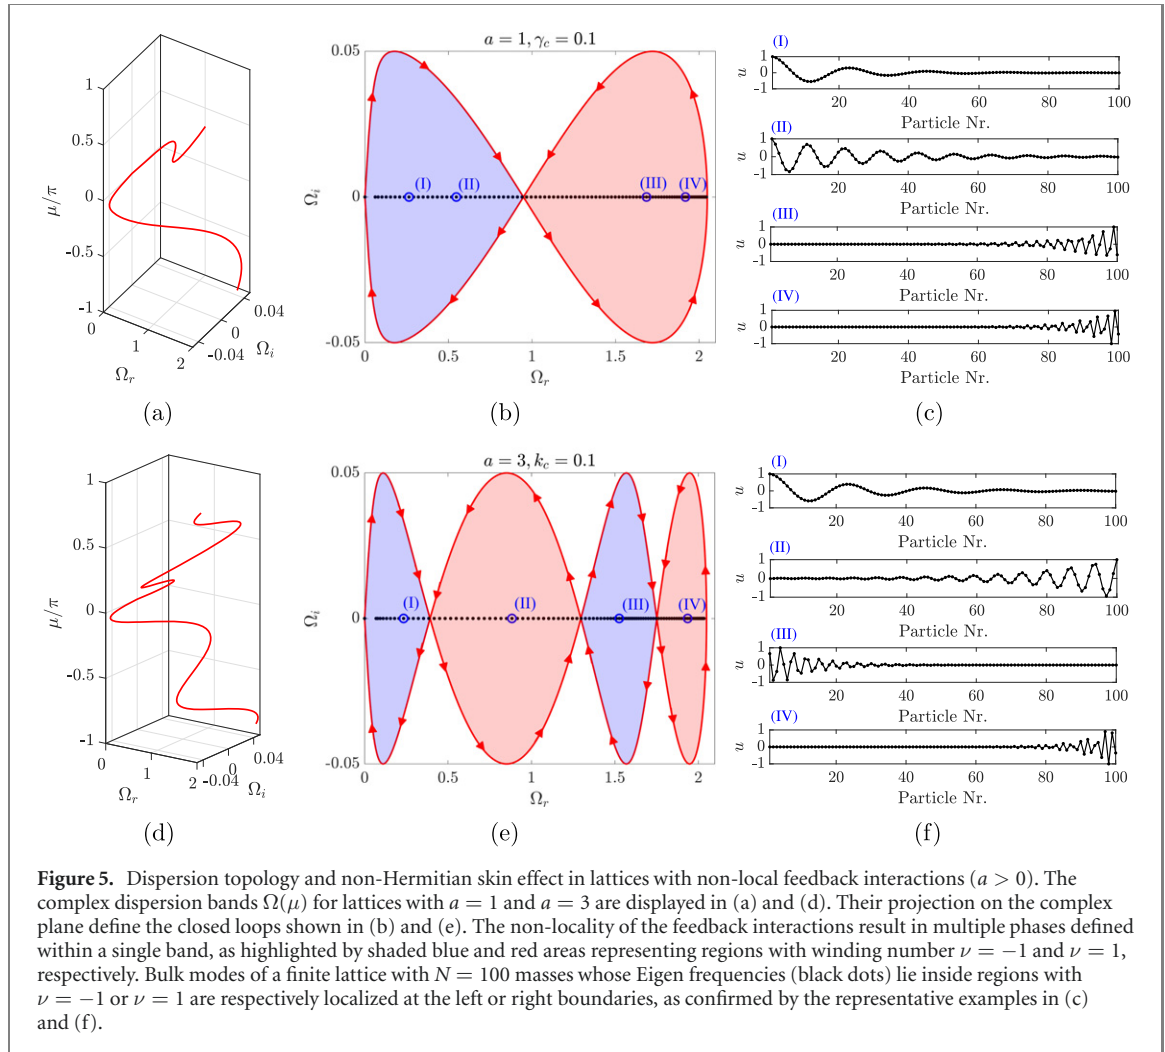 1
0.5
0
-0.5
-1
μ/π
0
1
2
Ω_r
-0.04
0
0.04
Ω_i
(a)
a = 1, γ_c = 0.1
0.05
0
-0.05
Ω_i
(I)
(II)
(III)
(IV)
0 0.5 1 1.5 2
Ω_r
(b)
(I)
1
0
-1
u
20 40 60 80 100
Particle Nr.
(II)
1
0
-1
u
20 40 60 80 100
Particle Nr.
(III)
1
0
-1
u
20 40 60 80 100
Particle Nr.
(IV)
1
0
-1
u
20 40 60 80 100
Particle Nr.
(c)
1
0.5
0
-0.5
-1
μ/π
0
1
2
Ω_r
-0.04
0
0.04
Ω_i
(d)
a = 3, k_c = 0.1
0.05
0
-0.05
Ω_i
(I)
(II)
(III)
(IV)
0 0.5 1 1.5 2
Ω_r
(e)
(I)
1
0
-1
u
20 40 60 80 100
Particle Nr.
(II)
1
0
-1
u
20 40 60 80 100
Particle Nr.
(III)
1
0
-1
u
20 40 60 80 100
Particle Nr.
(IV)
1
0
-1
u
20 40 60 80 100
Particle Nr.
(f)
Figure 5. Dispersion topology and non-Hermitian skin effect in lattices with non-local feedback interactions (a > 0). The
complex dispersion bands Ω(μ) for lattices with a = 1 and a = 3 are displayed in (a) and (d). Their projection on the complex
plane define the closed loops shown in (b) and (e). The non-locality of the feedback interactions result in multiple phases defined
within a single band, as highlighted by shaded blue and red areas representing regions with winding number ν = −1 and ν = 1,
respectively. Bulk modes of a finite lattice with N = 100 masses whose Eigen frequencies (black dots) lie inside regions with
ν = −1 or ν = 1 are respectively localized at the left or right boundaries, as confirmed by the representative examples in (c)
and (f).